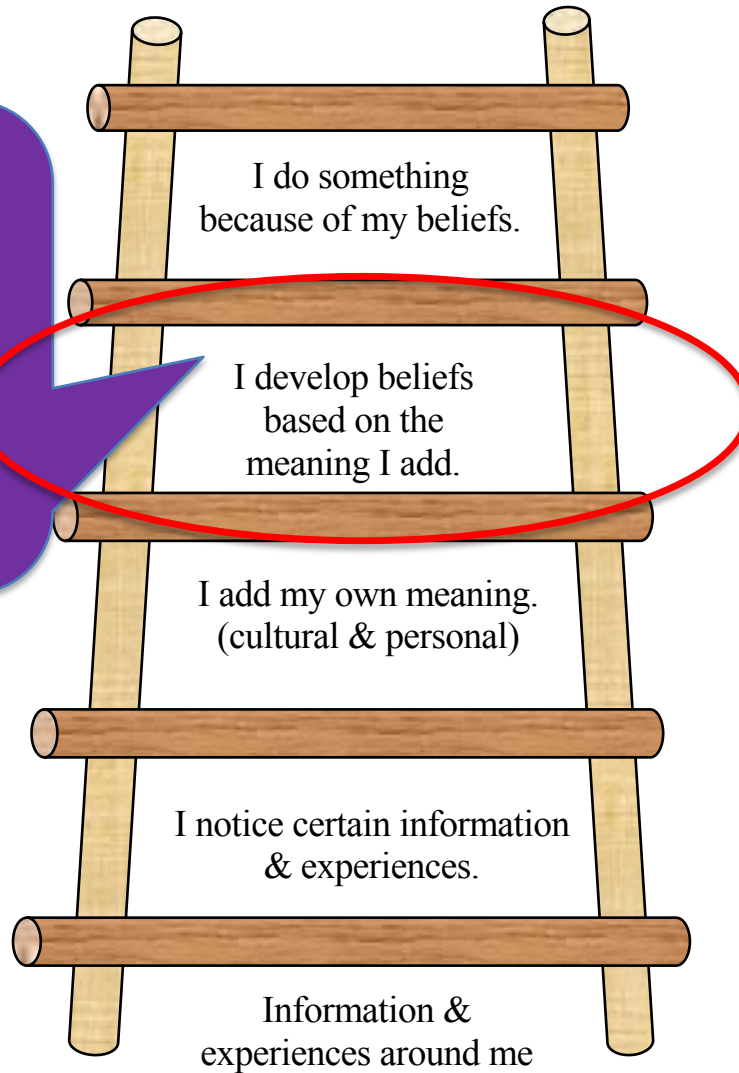 I do something
because of my beliefs.
I develop beliefs
based on the
meaning I add.
I add my own meaning.
(cultural & personal)
I notice certain information
& experiences.
Information &
experiences around me